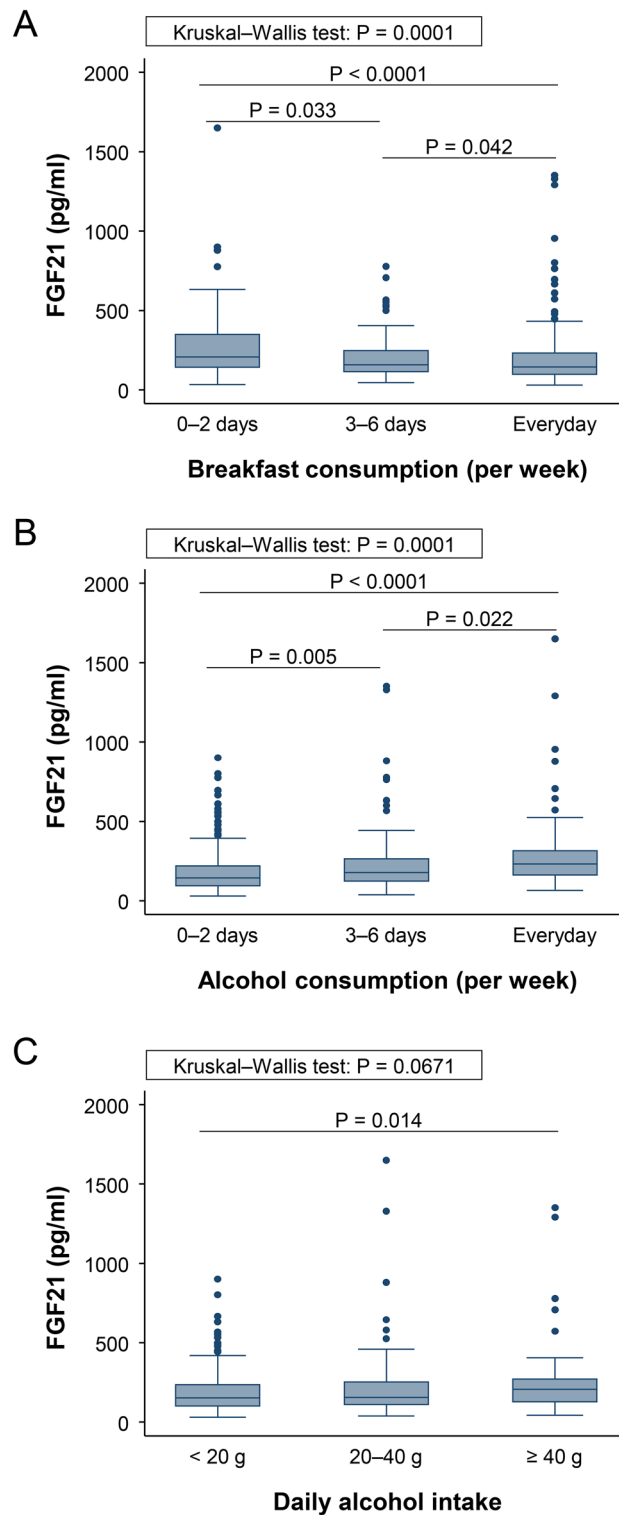 A
Kruskal–Wallis test: P = 0.0001
P < 0.0001
P = 0.033
P = 0.042
2000
1500
1000
500
0
FGF21 (pg/ml)
0–2 days 3–6 days Everyday
Breakfast consumption (per week)
B
Kruskal–Wallis test: P = 0.0001
P < 0.0001
P = 0.022
P = 0.005
2000
1500
1000
500
0
FGF21 (pg/ml)
0–2 days 3–6 days Everyday
Alcohol consumption (per week)
C
Kruskal–Wallis test: P = 0.0671
P = 0.014
2000
1500
1000
500
0
FGF21 (pg/ml)
< 20 g 20–40 g ≥ 40 g
Daily alcohol intake